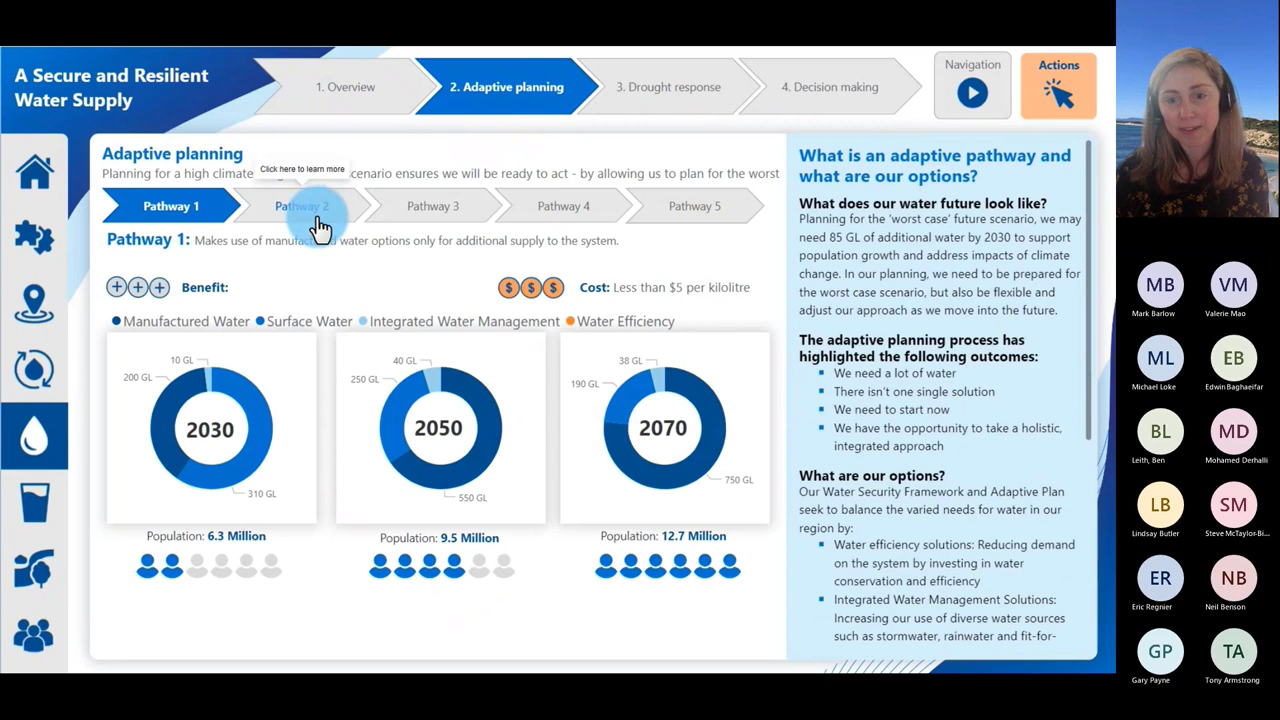 A Secure and Resilient
Water Supply
1. Overview
2. Adaptive planning
3. Drought response
4. Decision making
Navigation
Actions
Adaptive planning
Click here to learn more
Planning for a high climate scenario ensures we will be ready to act - by allowing us to plan for the worst
Pathway 1
Pathway 2
Pathway 3
Pathway 4
Pathway 5
Pathway 1: Makes use of manufactured water options only for additional supply to the system.
Benefit:
$ $ $ Cost: Less than $5 per kilolitre
Manufactured Water Surface Water Integrated Water Management Water Efficiency
10 GL
200 GL
2030
310 GL
40 GL
250 GL
2050
550 GL
38 GL
190 GL
2070
750 GL
Population: 6.3 Million
Population: 9.5 Million
Population: 12.7 Million
What is an adaptive pathway and
what are our options?
What does our water future look like?
Planning for the 'worst case' future scenario, we may
need 85 GL of additional water by 2030 to support
population growth and address impacts of climate
change. In our planning, we need to be prepared for
the worst case scenario, but also be flexible and
adjust our approach as we move into the future.
The adaptive planning process has
highlighted the following outcomes:
We need a lot of water
There isn't one single solution
We need to start now
We have the opportunity to take a holistic,
integrated approach
What are our options?
Our Water Security Framework and Adaptive Plan
seek to balance the varied needs for water in our
region by:
Water efficiency solutions: Reducing demand
on the system by investing in water
conservation and efficiency
Integrated Water Management Solutions:
Increasing our use of diverse water sources
such as stormwater, rainwater and fit-for-
MB
Mark Barlow
VM
Valerie Mao
ML
Michael Loke
EB
Edwin Baghaeifar
BL
Leith, Ben
MD
Mohamed Derhalli
LB
Lindsay Butler
SM
Steve McTaylor-Bi...
ER
Eric Regnier
NB
Neil Benson
GP
Gary Payne
TA
Tony Armstrong